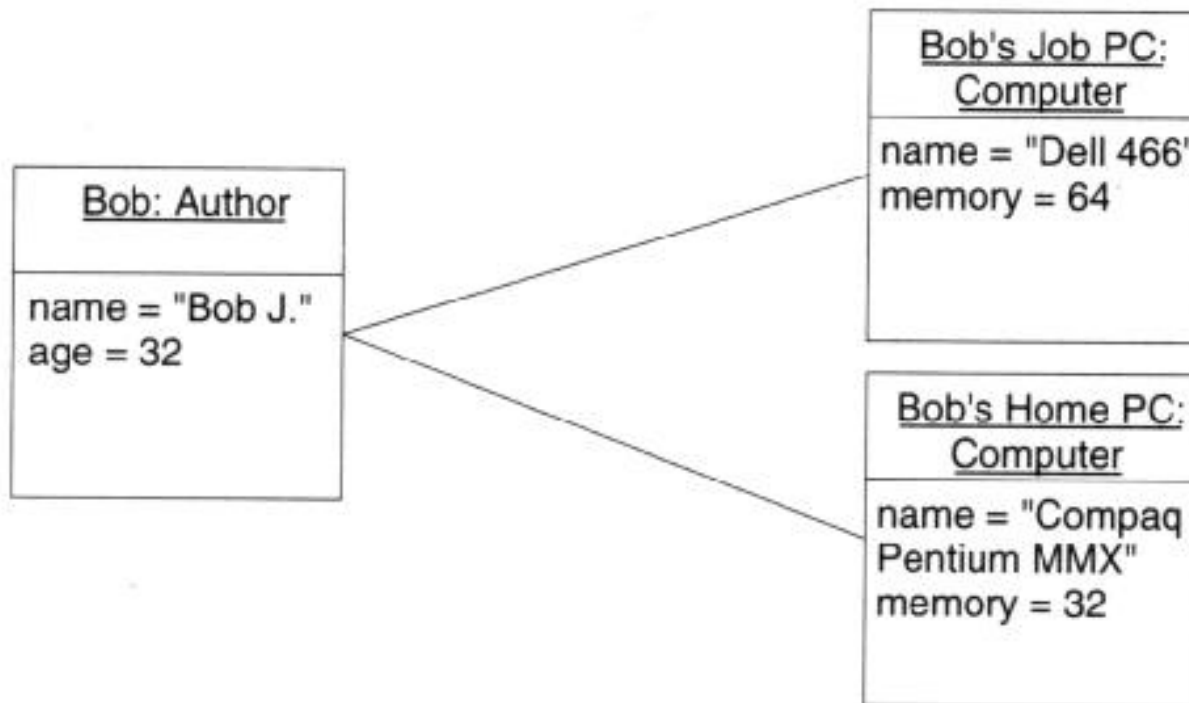 Bob: Author
name = "Bob J."
age = 32
Bob's Job PC:
Computer
name = "Dell 466"
memory = 64
Bob's Home PC:
Computer
name = "Compaq
Pentium MMX"
memory = 32